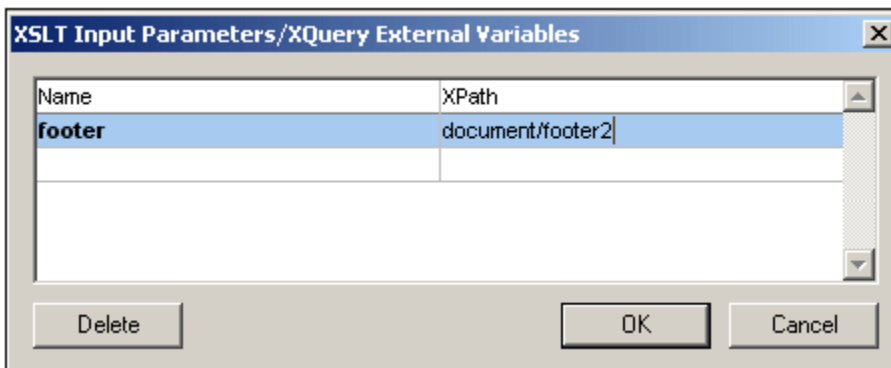 XSLT Input Parameters/XQuery External Variables
Name XPath
footer document/footer2
Delete OK Cancel